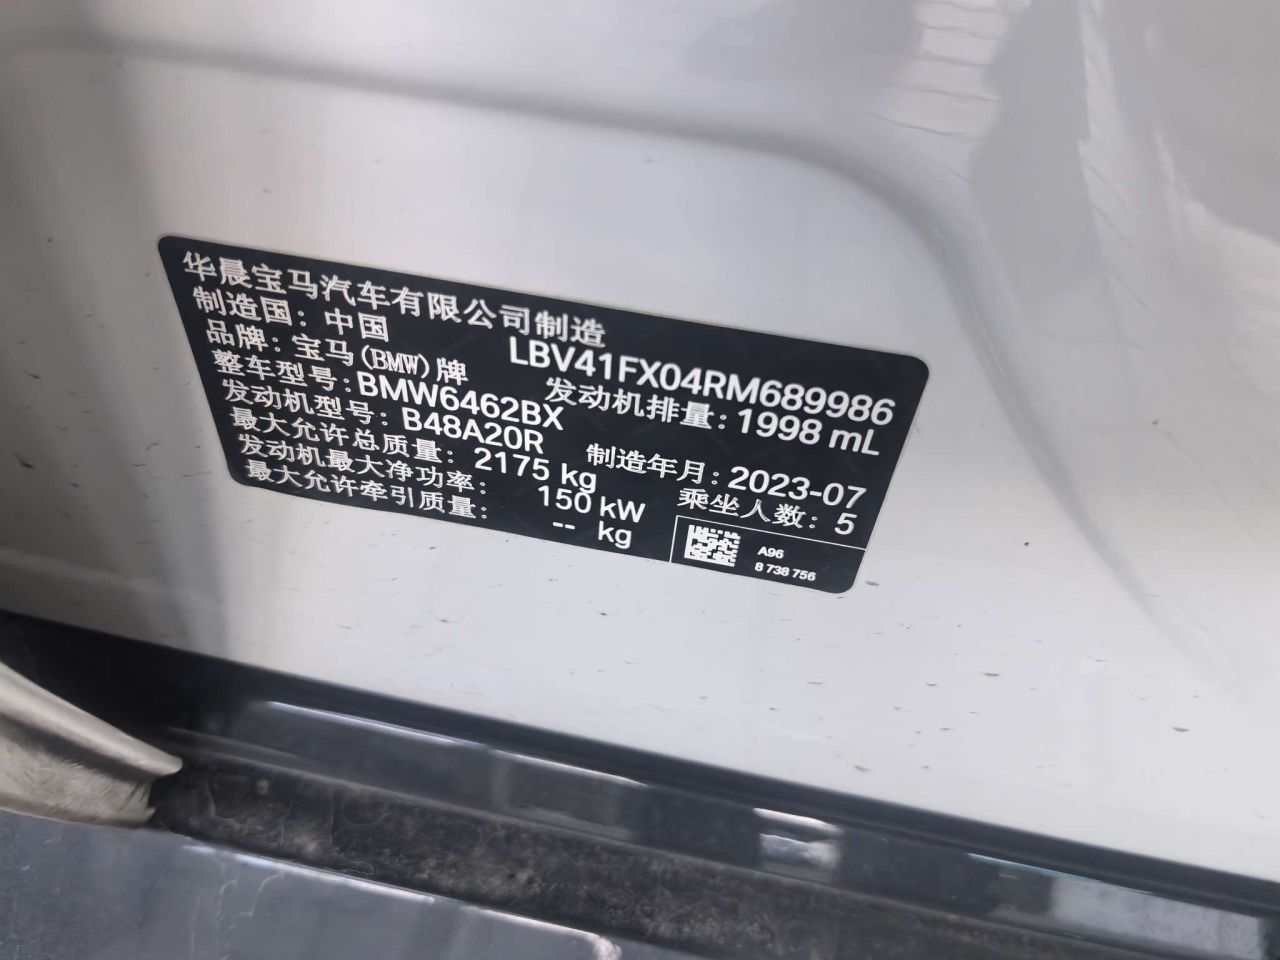 华晨宝马汽车有限公司制造
制造国：中国
LBV41FX04RM689986
品牌：宝马(BMW)牌
发动机排量：1998 mL
整车型号：BMW6462BX
发动机型号：B48A20R
制造年月：2023-07
最大允许总质量：2175 kg
乘坐人数：5
发动机最大净功率：150 kW
最大允许牵引质量：-- kg
A96
8 738 756